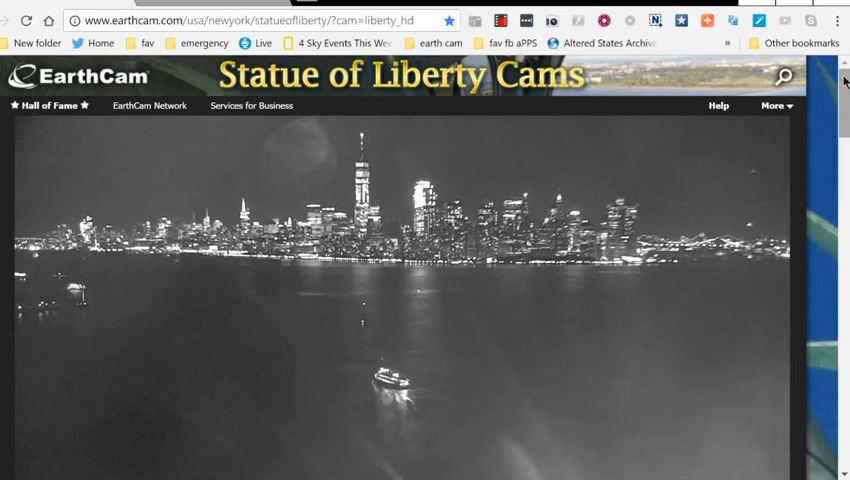 www.earthcam.com/usa/newyork/statueofliberty/?cam=liberty_hd
New folder Home fav emergency Live 4 Sky Events This Wee earth cam fav fb aPPS Altered States Archive » Other bookmarks
EarthCam Statue of Liberty Cams
Hall of Fame EarthCam Network Services for Business Help More